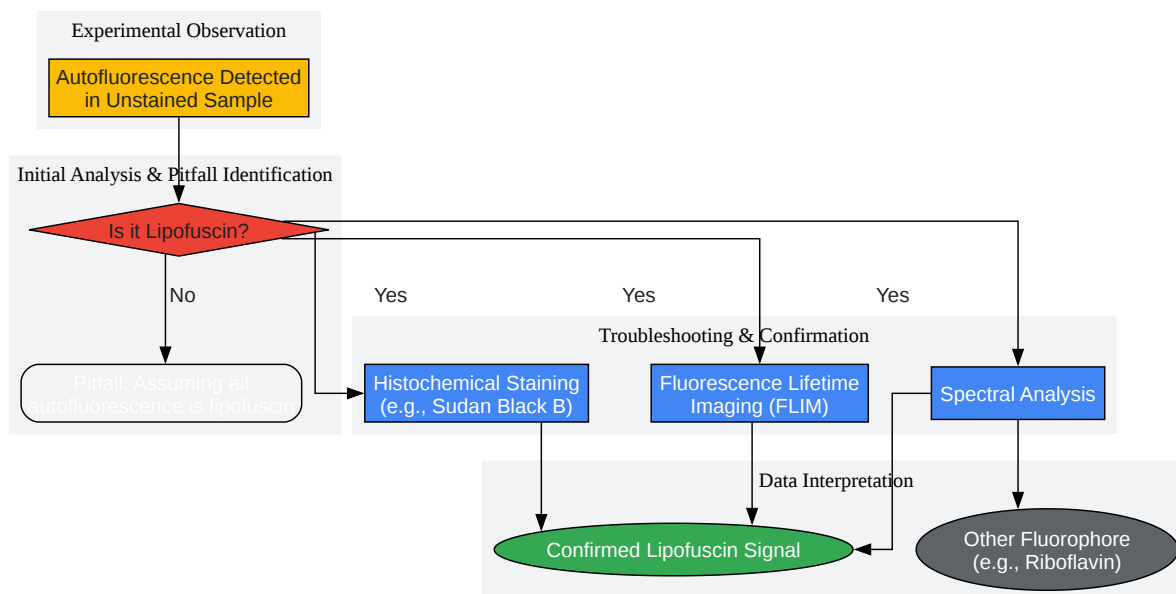 Experimental Observation
Autofluorescence Detected
in Unstained Sample
Initial Analysis & Pitfall Identification
Is it Lipofuscin?
No
Yes
Yes
Yes
Pitfall: Assuming all
autofluorescence is lipofuscin
Troubleshooting & Confirmation
Histochemical Staining
(e.g., Sudan Black B)
Fluorescence Lifetime
Imaging (FLIM)
Spectral Analysis
Data Interpretation
Confirmed Lipofuscin Signal
Other Fluorophore
(e.g., Riboflavin)